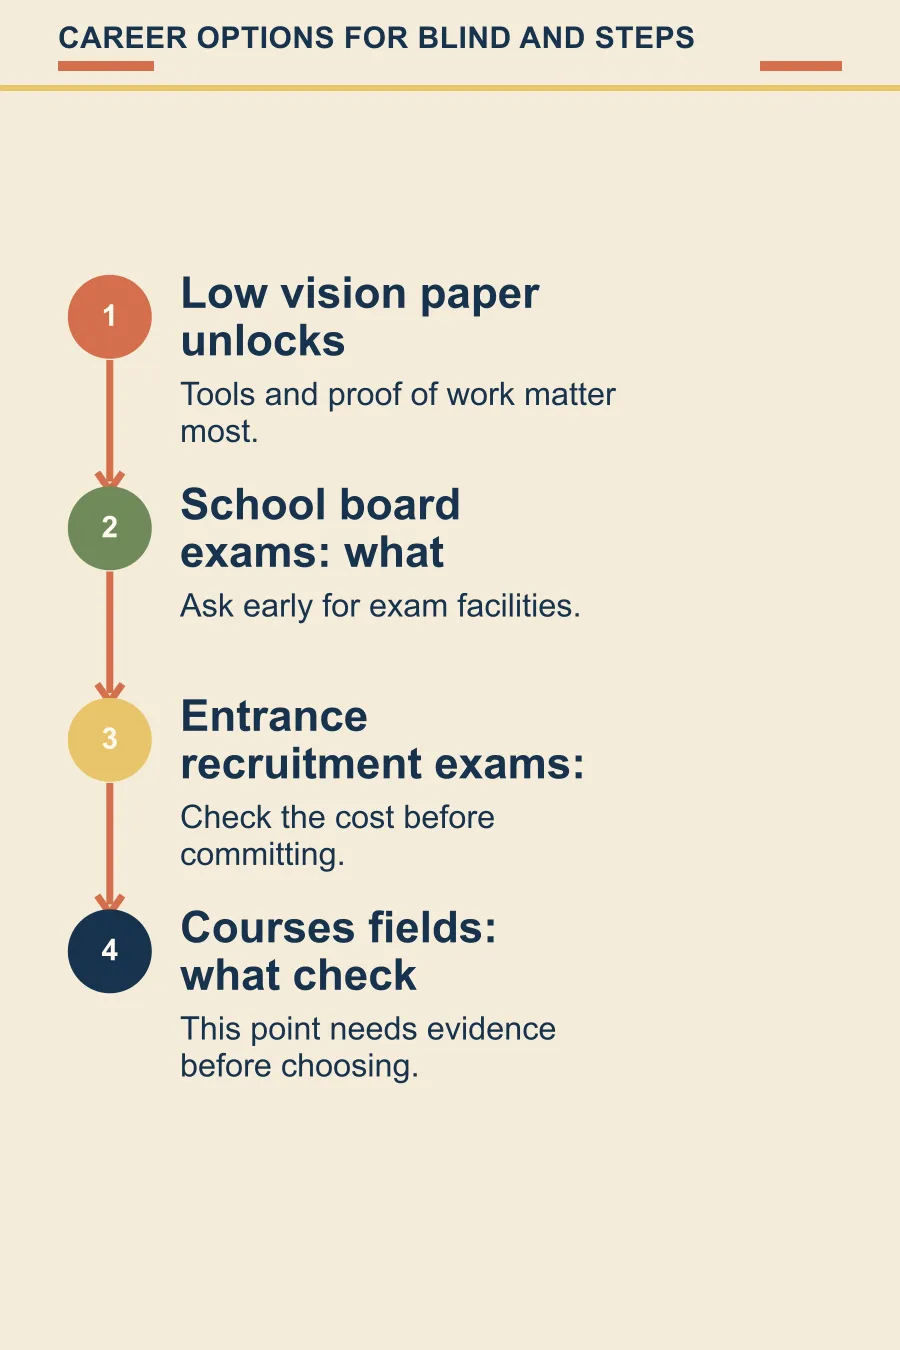 CAREER OPTIONS FOR BLIND AND STEPS
1
Low vision paper
unlocks
Tools and proof of work matter
most.
2
School board
exams: what
Ask early for exam facilities.
3
Entrance
recruitment exams:
Check the cost before
committing.
4
Courses fields:
what check
This point needs evidence
before choosing.